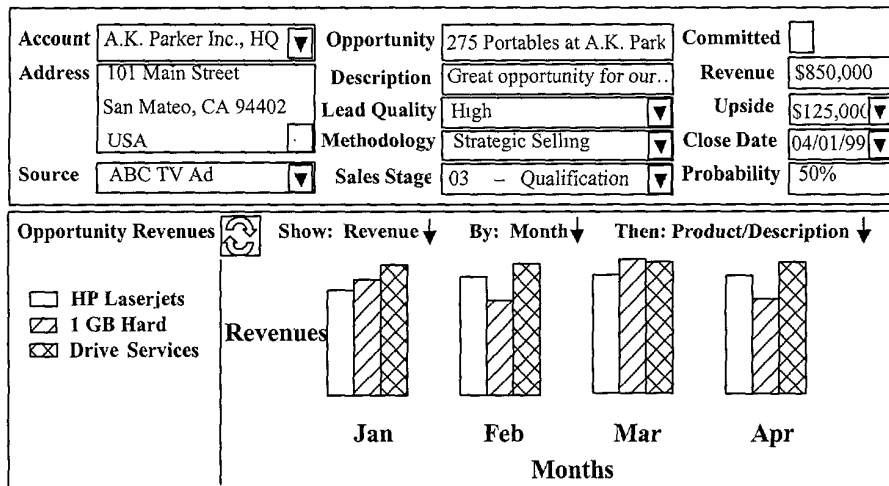 Account A.K. Parker Inc., HQ Opportunity 275 Portables at A.K. Park Committed
Address 101 Main Street Description Great opportunity for our.. Revenue $850,000
San Mateo, CA 94402 Lead Quality High Upside $125,000
USA Methodology Strategic Selling Close Date 04/01/99
Source ABC TV Ad Sales Stage 03 – Qualification Probability 50%
Opportunity Revenues Show: Revenue By: Month Then: Product/Description
HP Laserjets
1 GB Hard
Drive Services
Revenues
Jan Feb Mar Apr
Months